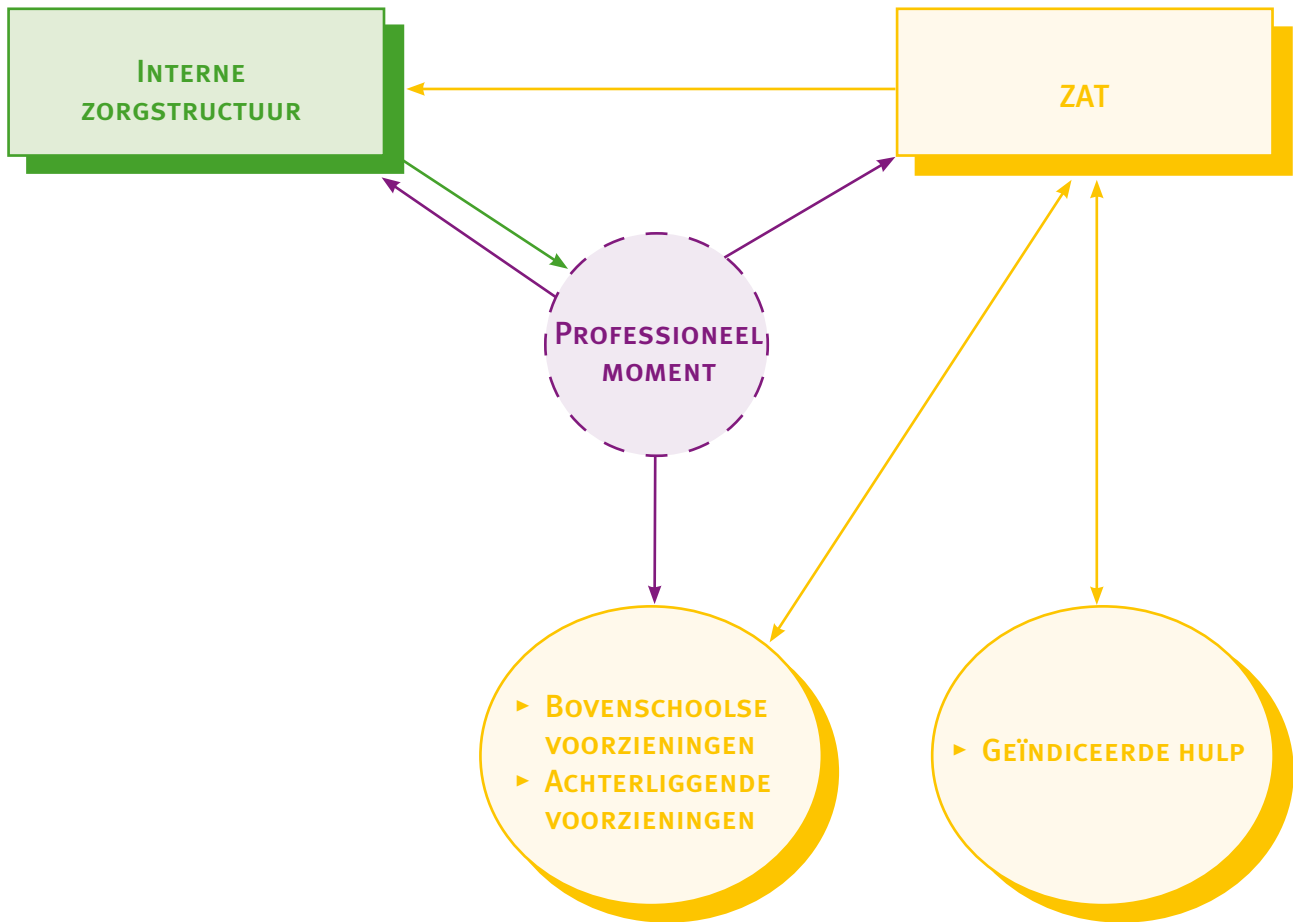 Interne
zorgstructuur
ZAT
Professioneel
moment
► Bovenschoolse
voorzieningen
► Achterliggende
voorzieningen
► Geïndiceerde hulp